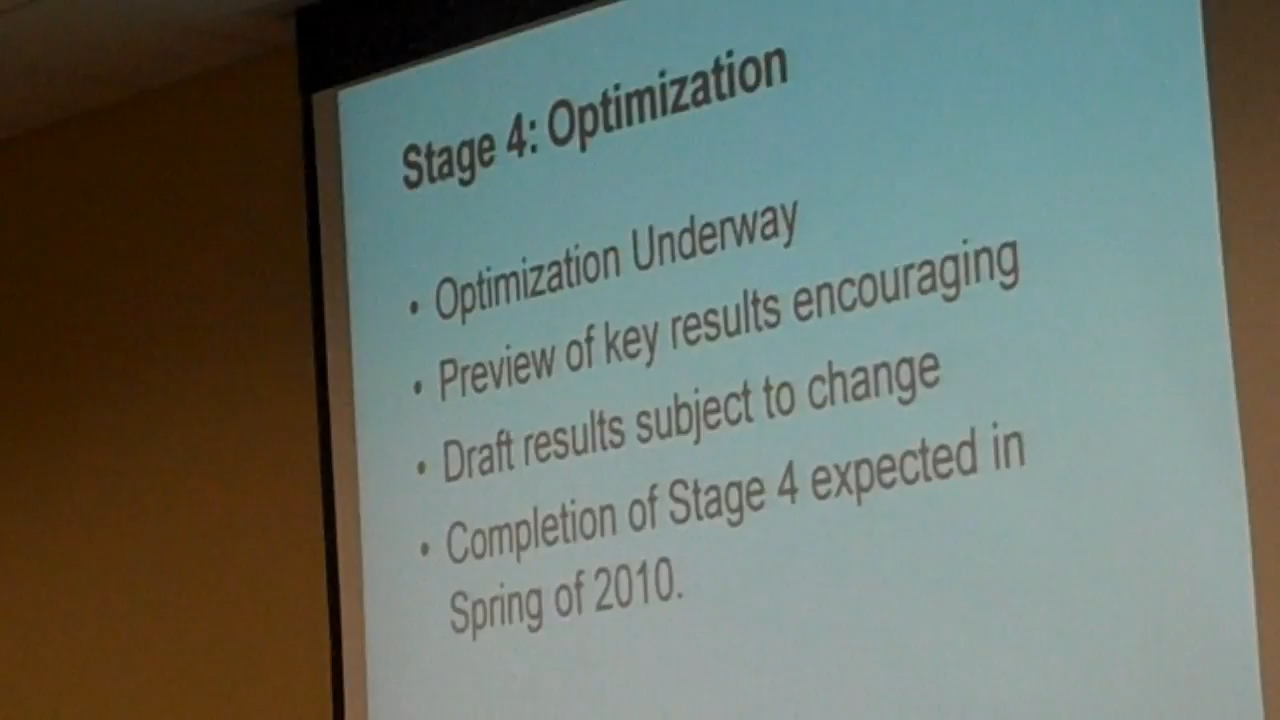 Stage 4: Optimization
• Optimization Underway
• Preview of key results encouraging
• Draft results subject to change
• Completion of Stage 4 expected in
Spring of 2010.